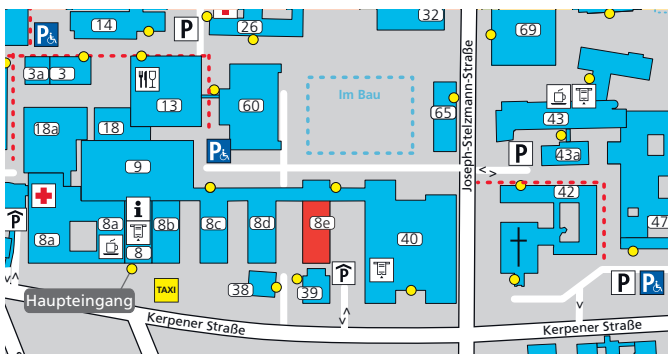 14
P
P
26
32
69
3a
3
13
60
Im Bau
65
Joseph-Stelzmann-Straße
43
43a
P
18a
18
9
P
42
47
P
8a
8a
i
8
8b
8c
8d
8e
40
P
38
39
TAXI
Haupteingang
P
P
Kerpener Straße
Kerpener Straße